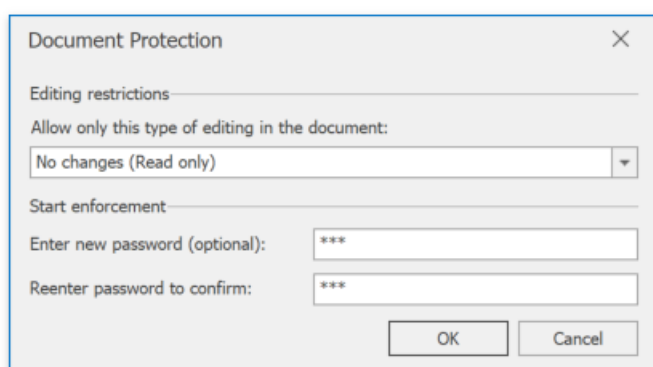 Document Protection
Editing restrictions
Allow only this type of editing in the document:
No changes (Read only)
Start enforcement
Enter new password (optional): ***
Reenter password to confirm: ***
OK Cancel